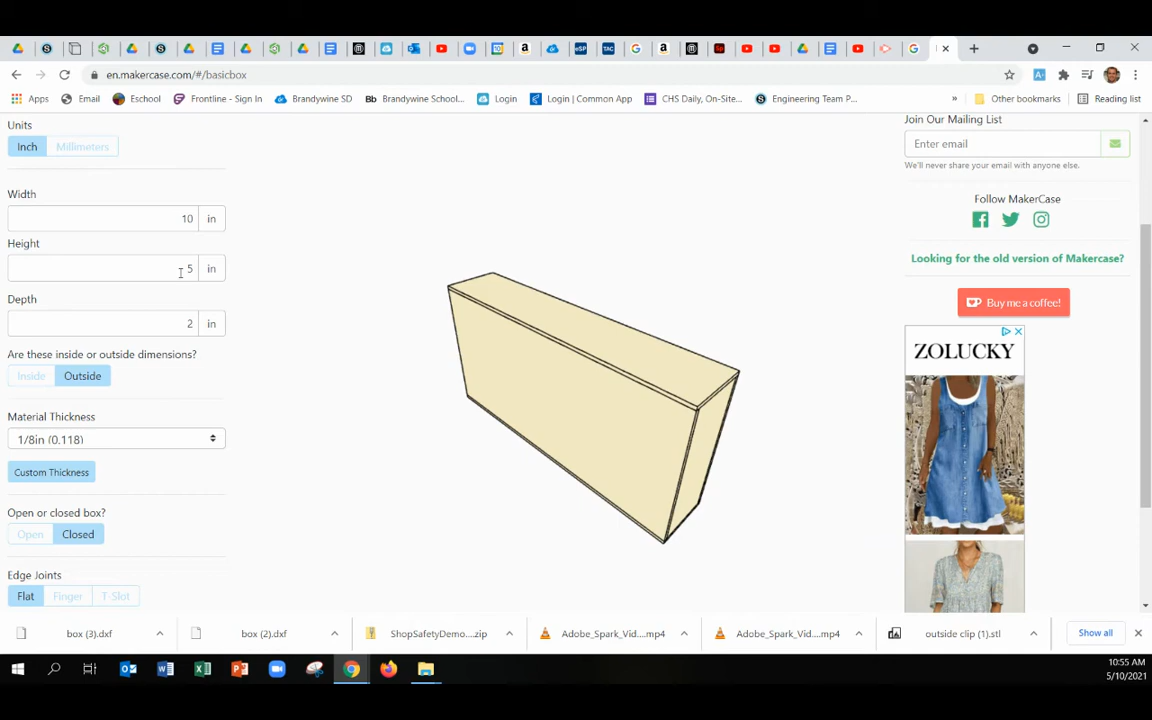 en.makercase.com/#/basicbox
Apps Email Eschool Frontline - Sign In Brandywine SD Bb Brandywine School... Login Login | Common App CHS Daily, On-Site... Engineering Team P... » Other bookmarks Reading list
Units
Inch Millimeters
Width
10 in
Height
5 in
Depth
2 in
Are these inside or outside dimensions?
Inside Outside
Material Thickness
1/8in (0.118)
Custom Thickness
Open or closed box?
Open Closed
Edge Joints
Flat Finger T-Slot
Join Our Mailing List
Enter email
We'll never share your email with anyone else.
Follow MakerCase
Looking for the old version of Makercase?
Buy me a coffee!
ZOLUCKY
box (3).dxf box (2).dxf ShopSafetyDemo....zip Adobe_Spark_Vid....mp4 Adobe_Spark_Vid....mp4 outside clip (1).stl Show all
10:55 AM
5/10/2021